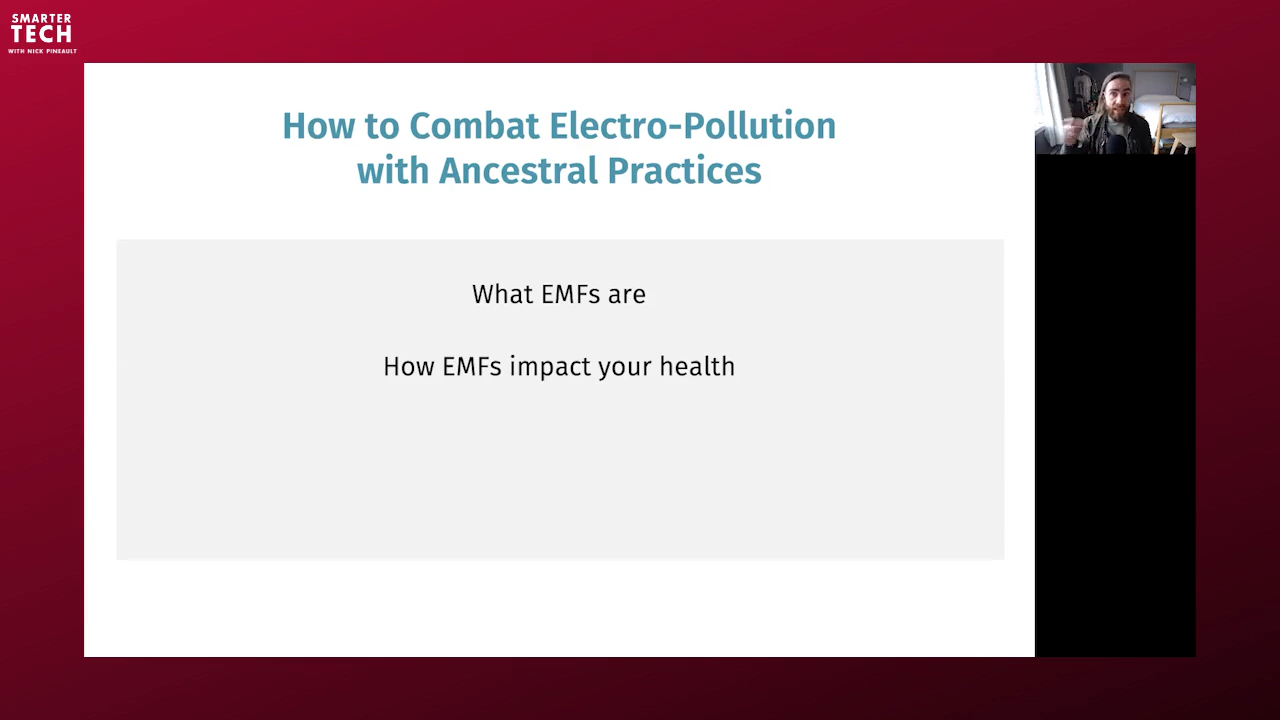 SMARTER
TECH
WITH NICK PINEAULT
How to Combat Electro-Pollution
with Ancestral Practices
What EMFs are
How EMFs impact your health